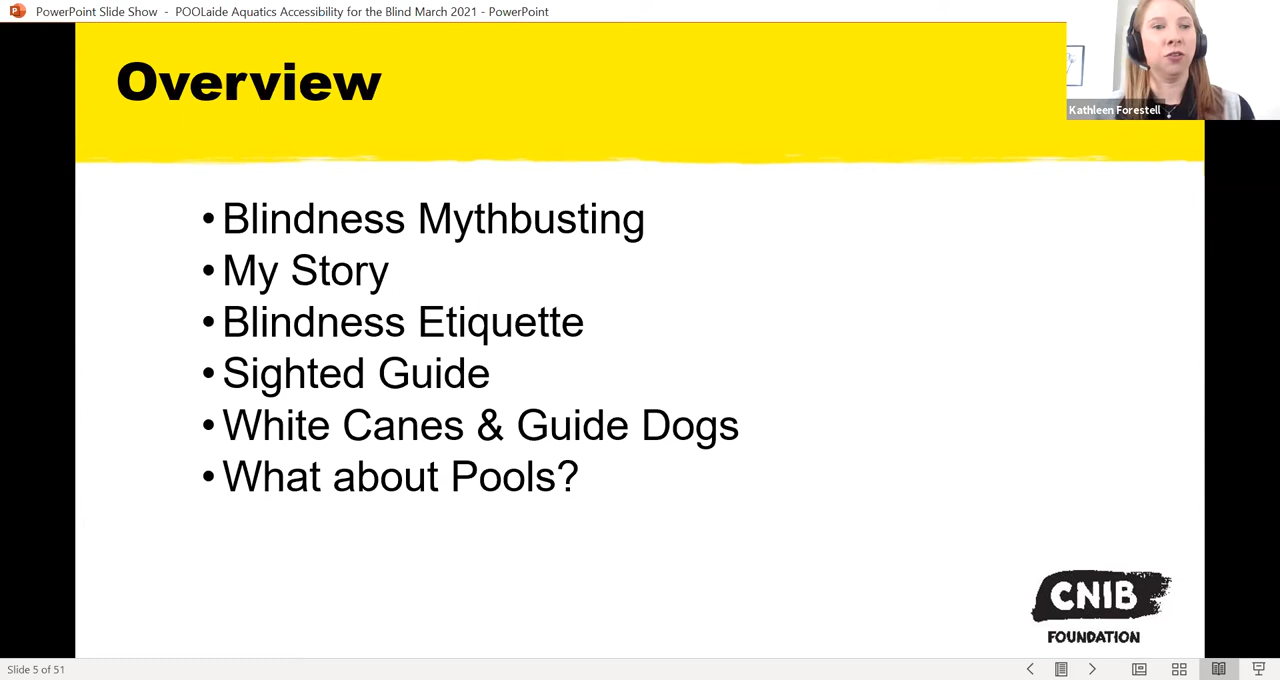 PowerPoint Slide Show - POOLaide Aquatics Accessibility for the Blind March 2021 - PowerPoint
Overview
Kathleen Forestell
• Blindness Mythbusting
• My Story
• Blindness Etiquette
• Sighted Guide
• White Canes & Guide Dogs
• What about Pools?
CNIB
FOUNDATION
Slide 5 of 51